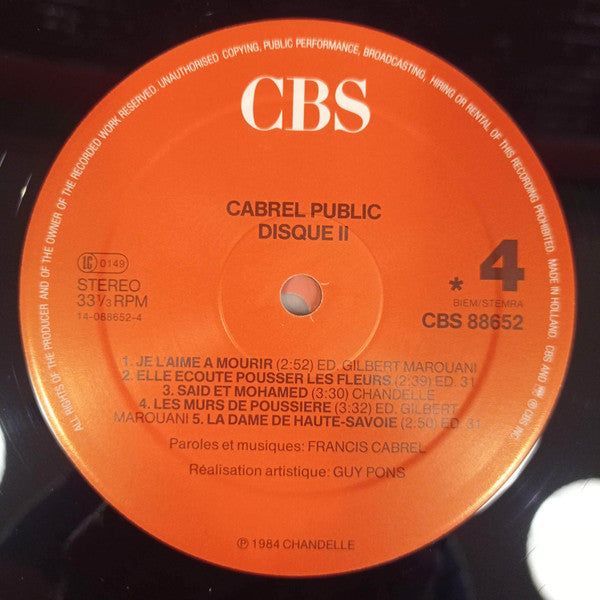 ALL RIGHTS OF THE PRODUCER AND OF THE OWNER OF THE RECORDED WORK RESERVED. UNAUTHORISED COPYING, PUBLIC PERFORMANCE, BROADCASTING, HIRING OR RENTAL OF THIS RECORDING PROHIBITED. MADE IN HOLLAND. CBS AND ® CBS INC.
CBS
CABREL PUBLIC
DISQUE II
IC 0149
STEREO
33⅓RPM
14-088652-4
* 4
BIEM/STEMRA
CBS 88652
1. JE L'AIME A MOURIR (2:52) ED. GILBERT MAROUANI
2. ELLE ECOUTE POUSSER LES FLEURS (2:39) ED. 31
3. SAID ET MOHAMED (3:30) CHANDELLE
4. LES MURS DE POUSSIERE (3:32) ED. GILBERT
MAROUANI 5. LA DAME DE HAUTE-SAVOIE (2:50) ED 31
Paroles et musiques: FRANCIS CABREL
Réalisation artistique: GUY PONS
℗ 1984 CHANDELLE